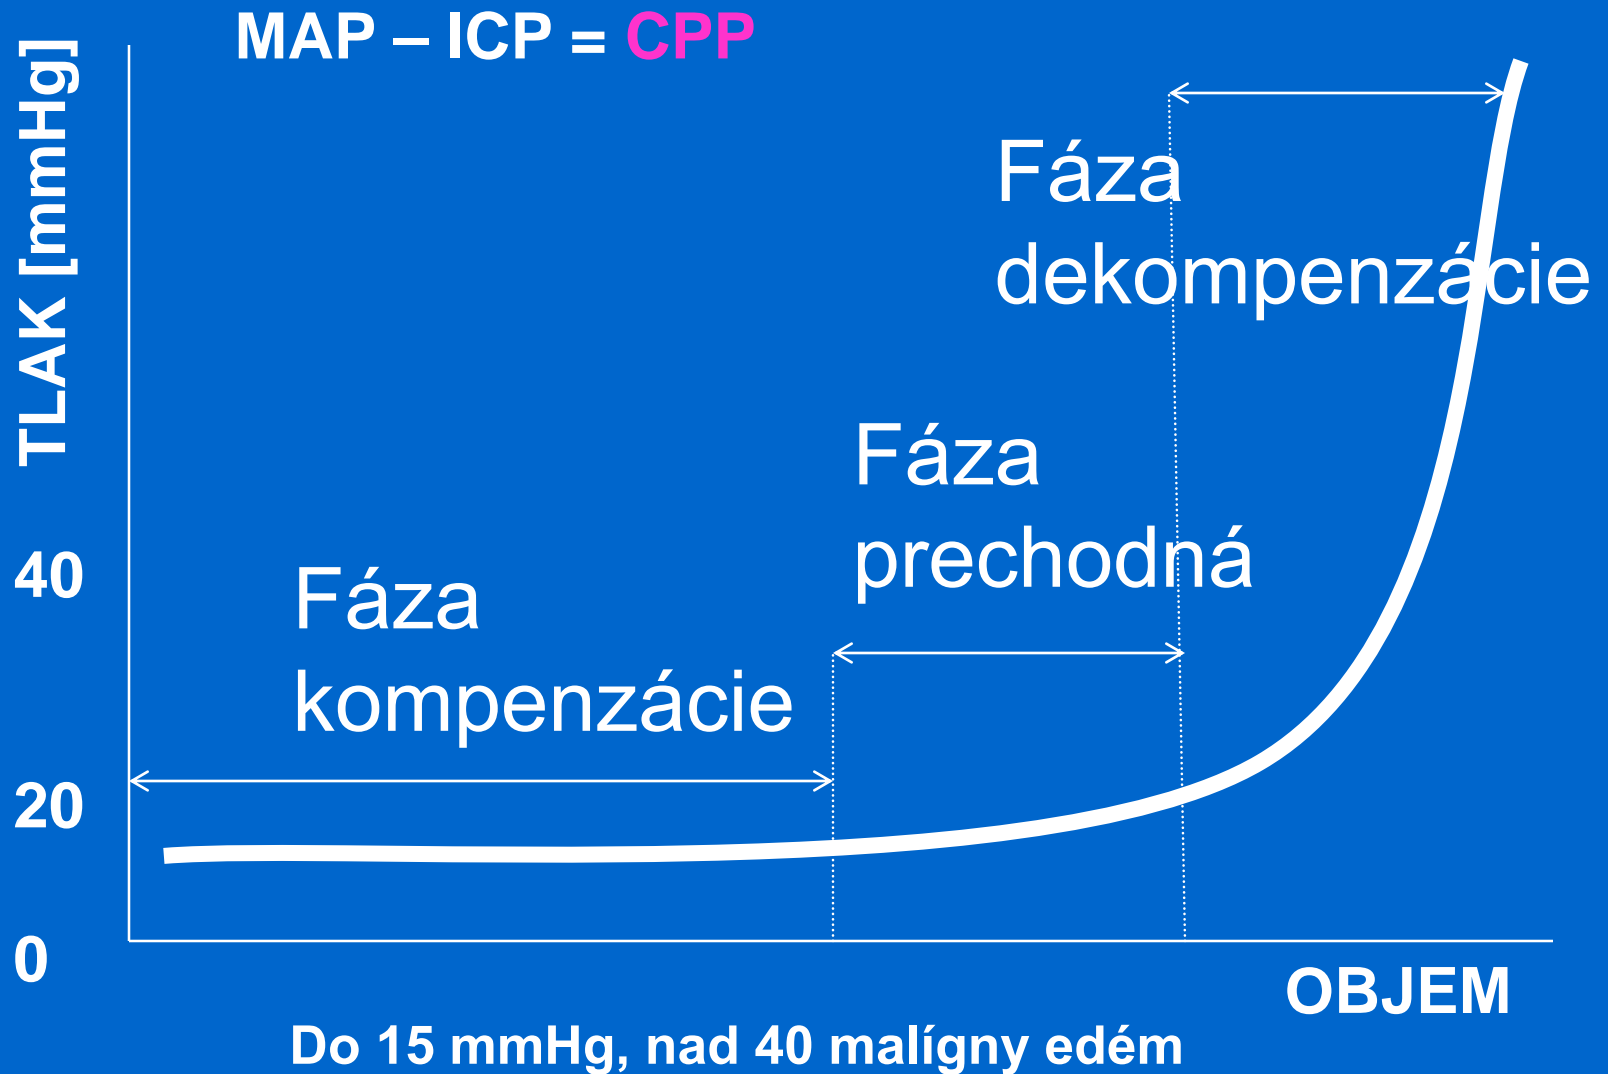 MAP – ICP = CPP
TLAK [mmHg]
Fáza
dekompenzácie
Fáza
prechodná
40
Fáza
kompenzácie
20
0
OBJEM
Do 15 mmHg, nad 40 malígny edém